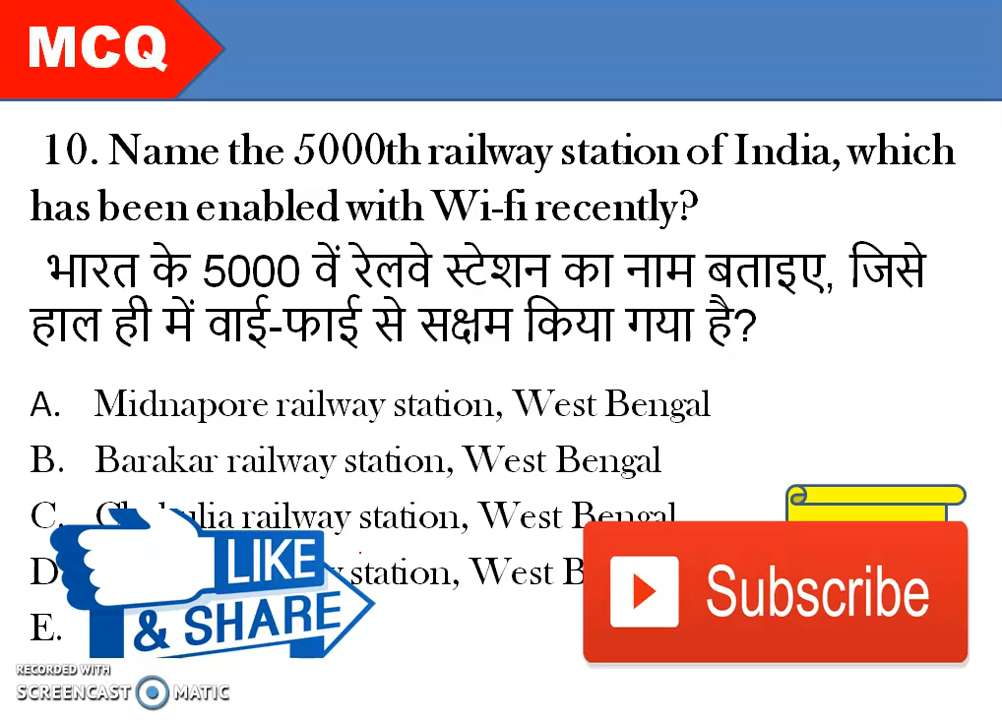 MCQ
10. Name the 5000th railway station of India, which
has been enabled with Wi-fi recently?
भारत के 5000 वें रेलवे स्टेशन का नाम बताइए, जिसे
हाल ही में वाई-फाई से सक्षम किया गया है?
A. Midnapore railway station, West Bengal
B. Barakar railway station, West Bengal
C. railway station, West Bengal
D station, West B
E.
LIKE
& SHARE
Subscribe
RECORDED WITH
SCREENCAST MATIC